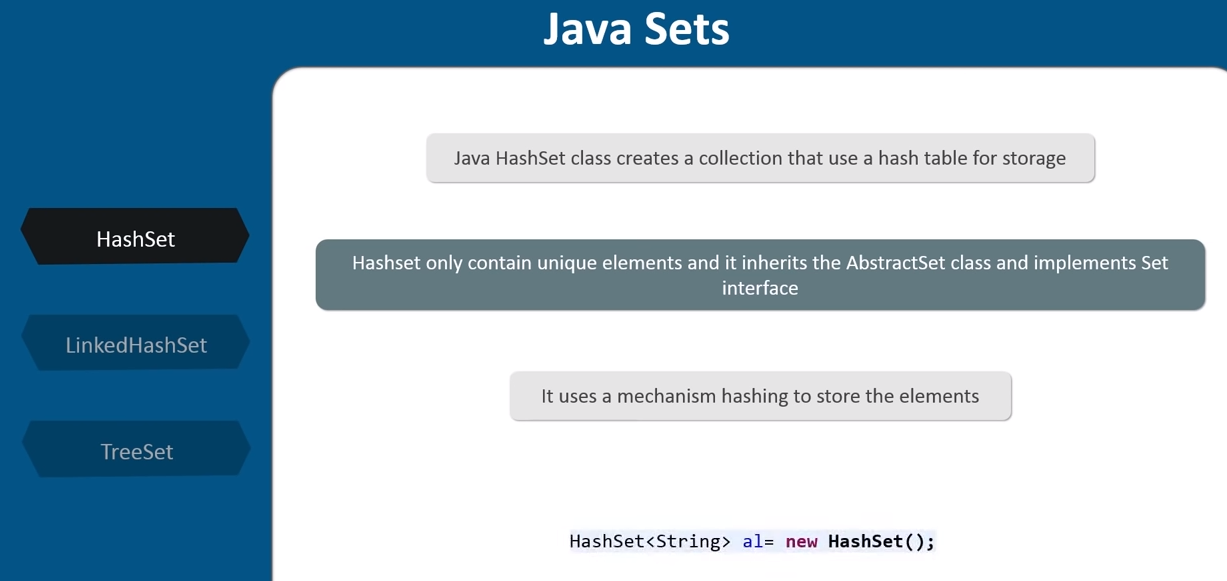 Java Sets
Java HashSet class creates a collection that use a hash table for storage
HashSet
Hashset only contain unique elements and it inherits the AbstractSet class and implements Set
interface
LinkedHashSet
It uses a mechanism hashing to store the elements
TreeSet
HashSet<String> al= new HashSet();